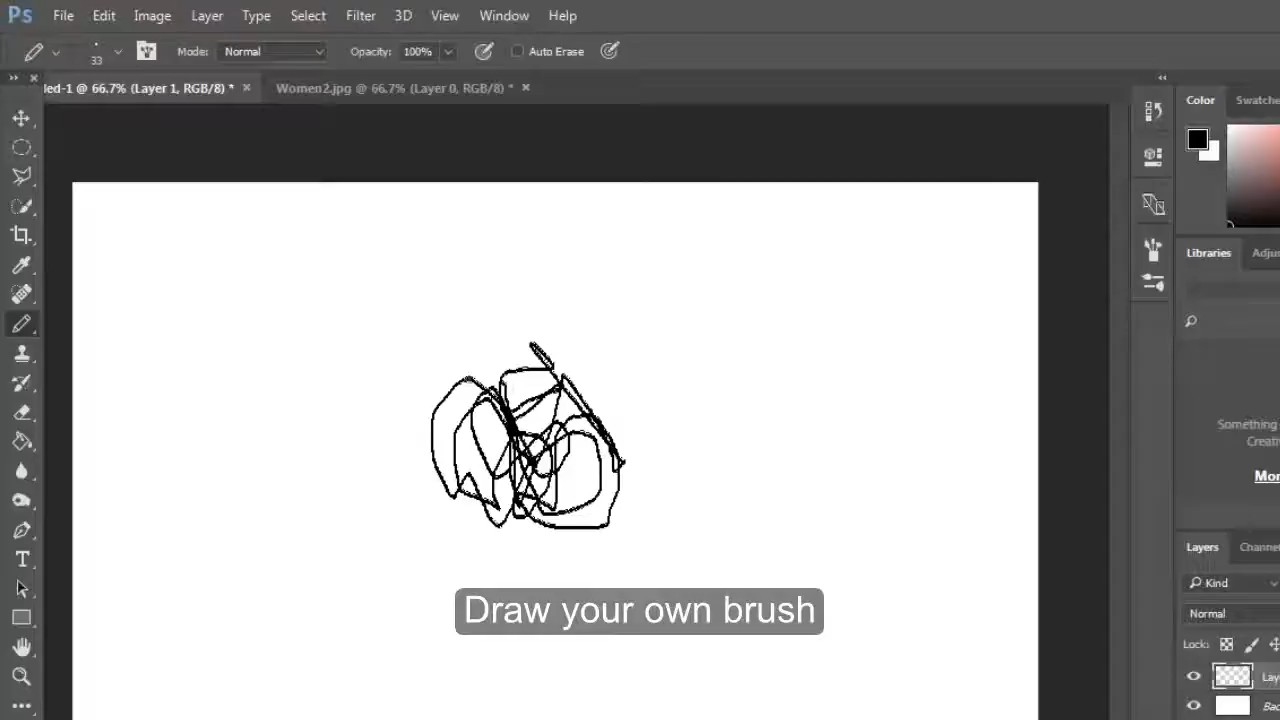 Ps File Edit Image Layer Type Select Filter 3D View Window Help
33 Mode: Normal Opacity: 100% Auto Erase
led-1 @ 66.7% (Layer 1, RGB/8) * × Women2.jpg @ 66.7% (Layer 0, RGB/8) * ×
Color Swatche
Libraries Adju
Something
Creati
Mor
Layers Channe
Kind
Normal
Lock:
Lay
Bac
T
Draw your own brush